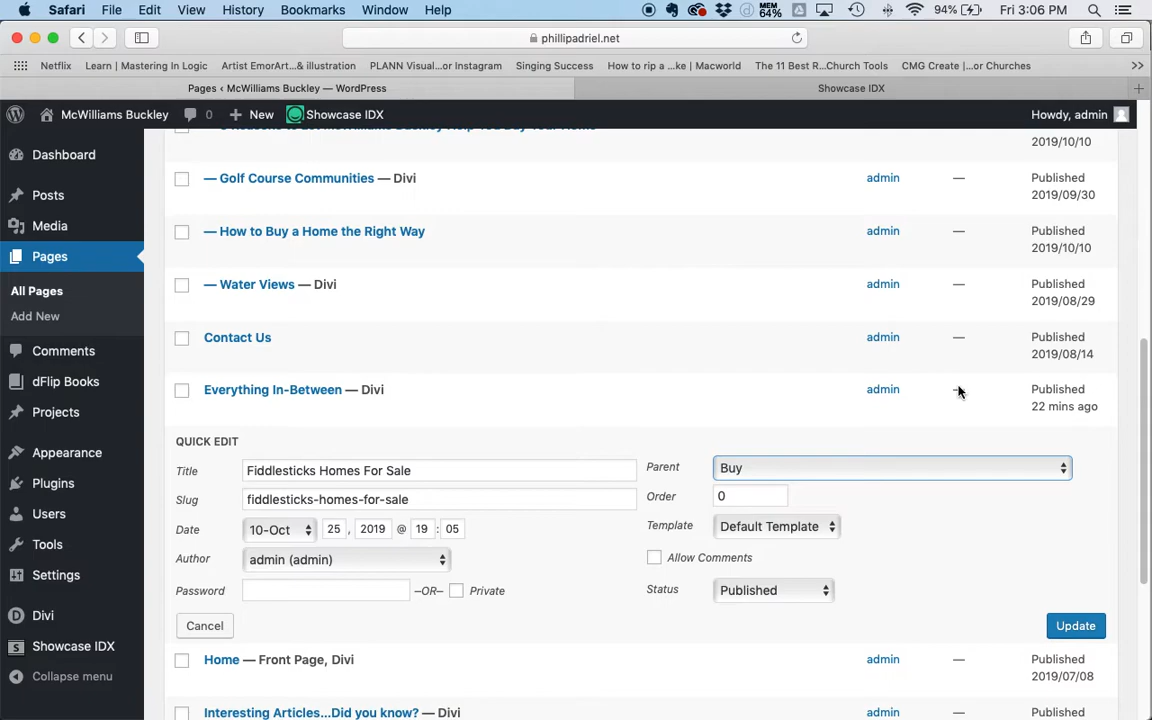 Safari File Edit View History Bookmarks Window Help MEM 64% 94% Fri 3:06 PM
phillipadriel.net
Netflix Learn | Mastering In Logic Artist EmorArt...& illustration PLANN Visual...or Instagram Singing Success How to rip a ...ke | Macworld The 11 Best R...Church Tools CMG Create |...or Churches >>
Pages ‹ McWilliams Buckley — WordPress Showcase IDX +
McWilliams Buckley 0 + New Showcase IDX Howdy, admin
Dashboard
Posts
Media
Pages
All Pages
Add New
Comments
dFlip Books
Projects
Appearance
Plugins
Users
Tools
Settings
Divi
Showcase IDX
Collapse menu
2019/10/10
— Golf Course Communities — Divi admin — Published
2019/09/30
— How to Buy a Home the Right Way admin — Published
2019/10/10
— Water Views — Divi admin — Published
2019/08/29
Contact Us admin — Published
2019/08/14
Everything In-Between — Divi admin — Published
22 mins ago
QUICK EDIT
Title Fiddlesticks Homes For Sale Parent Buy
Slug fiddlesticks-homes-for-sale Order 0
Date 10-Oct 25 , 2019 @ 19 : 05 Template Default Template
Author admin (admin) Allow Comments
Password –OR– Private Status Published
Cancel Update
Home — Front Page, Divi admin — Published
2019/07/08
Interesting Articles...Did you know? — Divi admin — Published